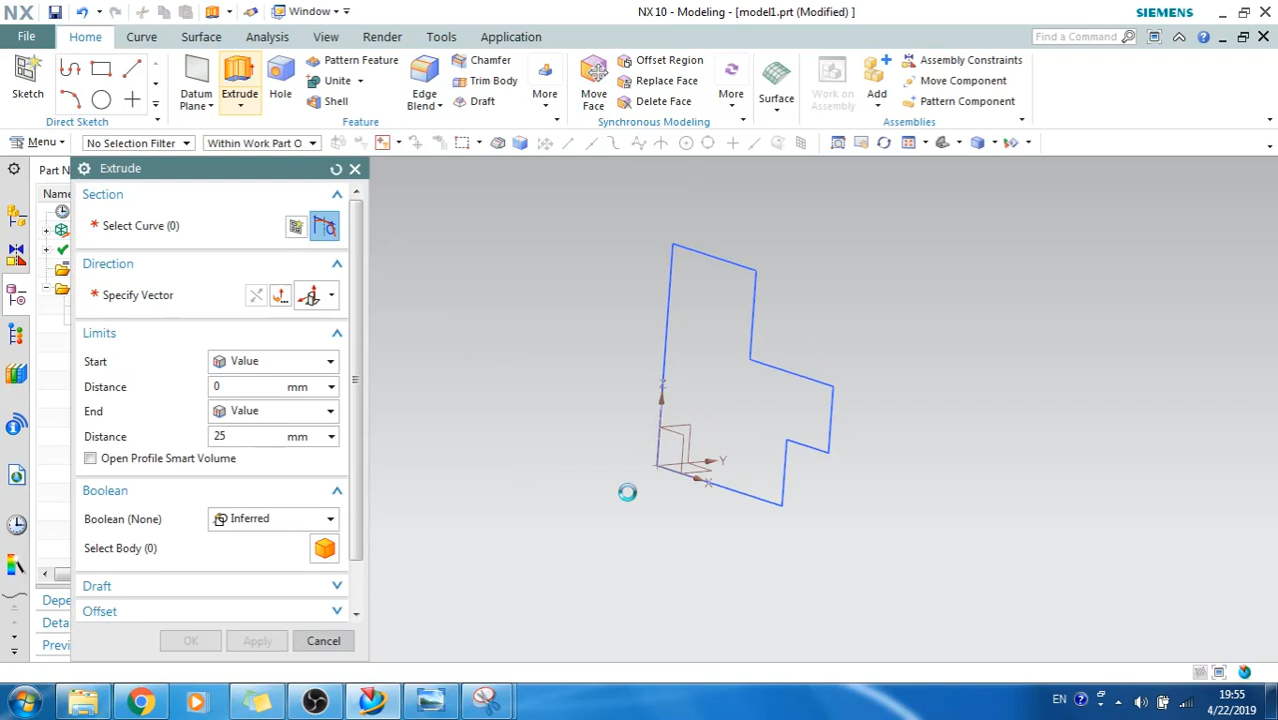 NX
Window
NX 10 - Modeling - [model1.prt (Modified) ]
SIEMENS
File
Home
Curve
Surface
Analysis
View
Render
Tools
Application
Find a Command
Sketch
Direct Sketch
Datum Plane
Extrude
Hole
Pattern Feature
Unite
Shell
Edge Blend
Chamfer
Trim Body
Draft
More
Feature
Move Face
Offset Region
Replace Face
Delete Face
More
Synchronous Modeling
Surface
Work on Assembly
Add
Assembly Constraints
Move Component
Pattern Component
Assemblies
Menu
No Selection Filter
Within Work Part O
Part N
Name
Extrude
Section
* Select Curve (0)
Direction
* Specify Vector
Limits
Start
Value
Distance
0 mm
End
Value
Distance
25 mm
Open Profile Smart Volume
Boolean
Boolean (None)
Inferred
Select Body (0)
Draft
Offset
Depe
Deta
Previ
OK
Apply
Cancel
Z
Y
X
EN
19:55
4/22/2019